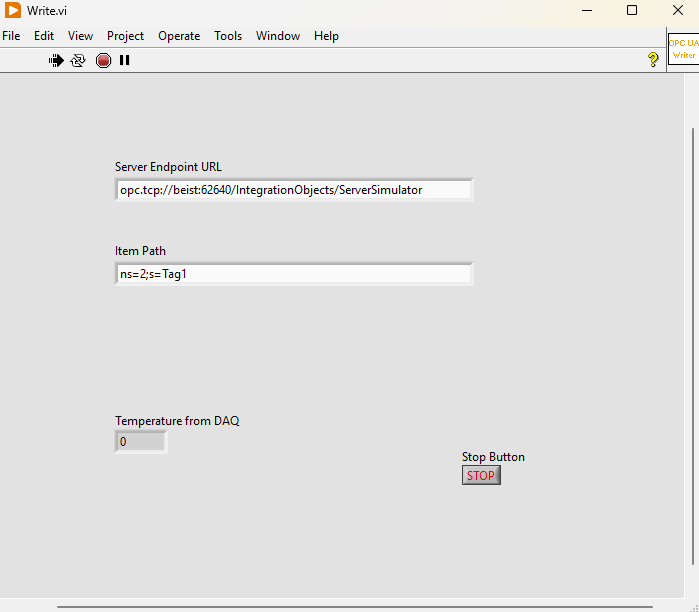 Write.vi
File Edit View Project Operate Tools Window Help
?
OPC UA
Writer
Server Endpoint URL
opc.tcp://beist:62640/IntegrationObjects/ServerSimulator
Item Path
ns=2;s=Tag1
Temperature from DAQ
0
Stop Button
STOP